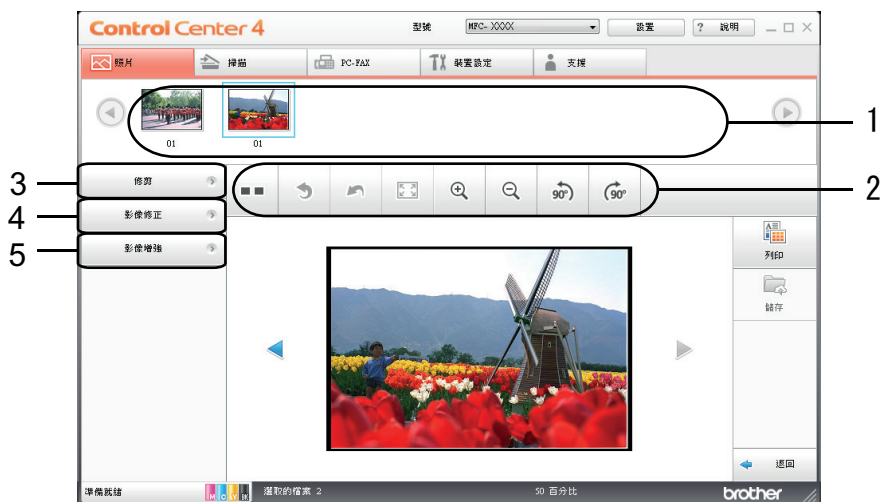 Control Center 4 型號 MFC- XXXX 設置 ? 說明
照片 掃描 PC-FAX 裝置設定 支援
1
01 01
3 修剪
90° 90°
2
4 影像修正
5 影像增強
列印
儲存
退回
準備就緒 M C Y BK 選取的檔案 2 50 百分比 brother